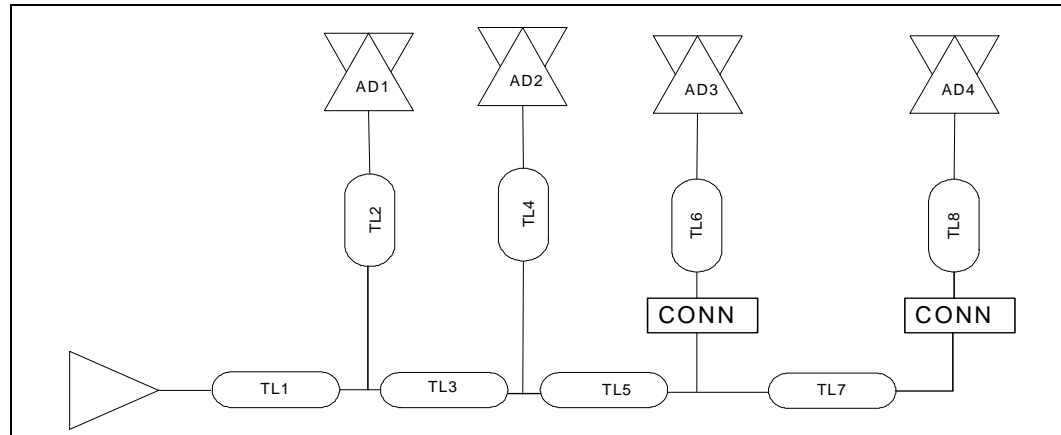 AD1
AD2
AD3
AD4
TL2
TL4
TL6
TL8
CONN
CONN
TL1
TL3
TL5
TL7